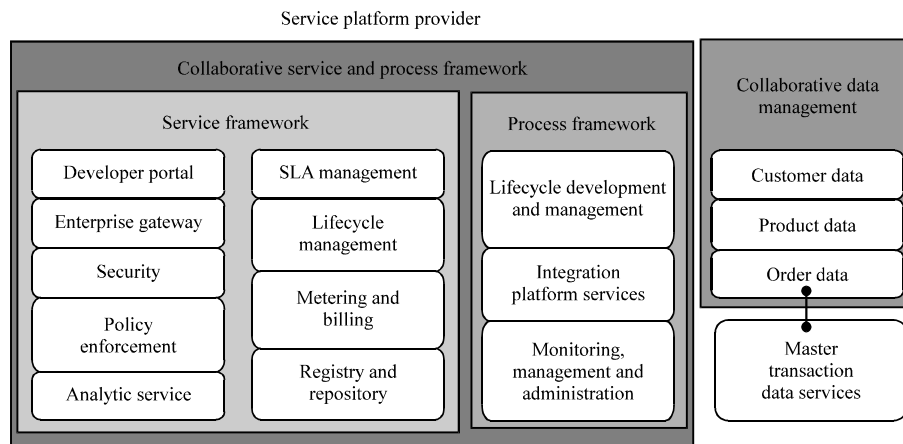 Service platform provider
Collaborative service and process framework
Service framework
Developer portal
Enterprise gateway
Security
Policy
enforcement
Analytic service
SLA management
Lifecycle
management
Metering and
billing
Registry and
repository
Process framework
Lifecycle development
and management
Integration
platform services
Monitoring,
management and
administration
Collaborative data
management
Customer data
Product data
Order data
Master
transaction
data services